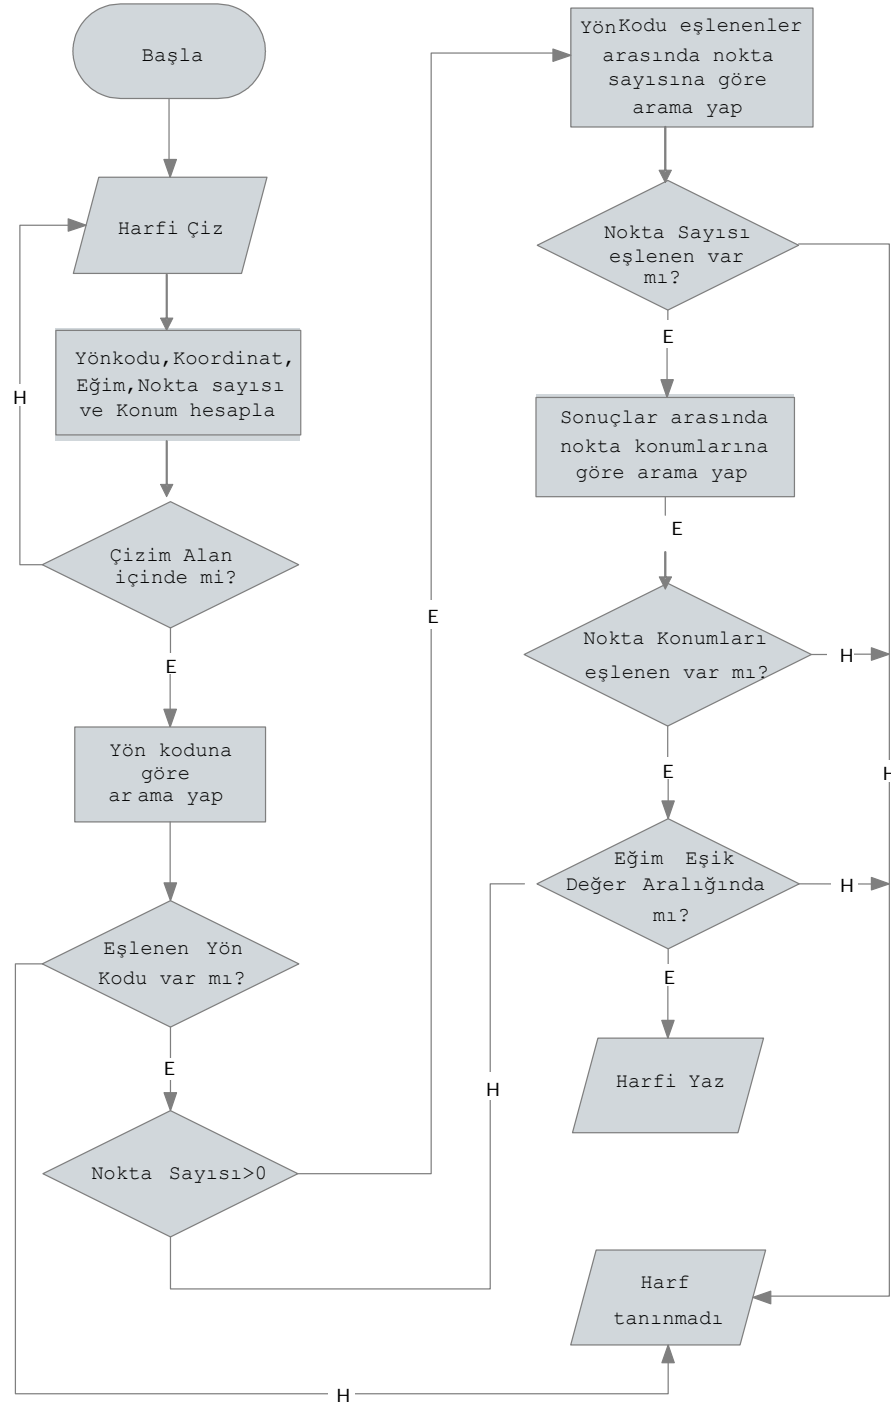 Başla
Harfi Çiz
Yönkodu,Koordinat,
Eğim,Nokta sayısı
ve Konum hesapla
H
Çizim Alan
içinde mi?
E
Yön koduna
göre
arama yap
Eşlenen Yön
Kodu var mı?
E
Nokta Sayısı>0
E
H
H
YönKodu eşlenenler
arasında nokta
sayısına göre
arama yap
Nokta Sayısı
eşlenen var
mı?
E
Sonuçlar arasında
nokta konumlarına
göre arama yap
E
Nokta Konumları
eşlenen var mı?
H
E
H
Eğim Eşik
Değer Aralığında
mı?
H
E
Harfi Yaz
Harf
tanınmadı